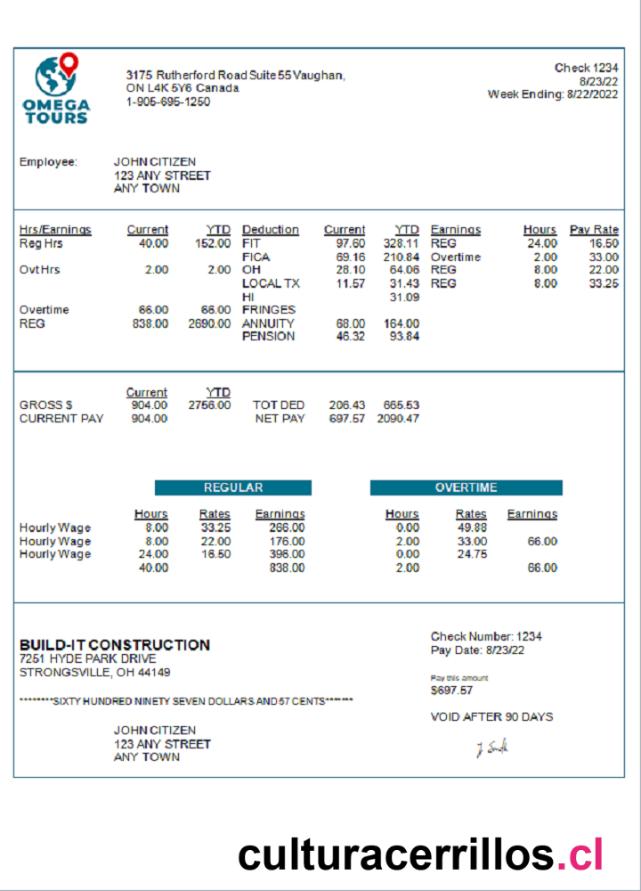 OMEGA
TOURS
3175 Rutherford Road Suite 55 Vaughan,
ON L4K 5Y6 Canada
1-905-695-1250
Check 1234
8/23/22
Week Ending: 8/22/2022
Employee: JOHN CITIZEN
123 ANY STREET
ANY TOWN
Hrs/Earnings Current YTD Deduction Current YTD Earnings Hours Pay Rate
Reg Hrs 40.00 152.00 FIT 97.60 328.11 REG 24.00 16.50
FICA 69.16 210.84 Overtime 2.00 33.00
Ovt Hrs 2.00 2.00 OH 28.10 64.06 REG 8.00 22.00
LOCAL TX 11.57 31.43 REG 8.00 33.25
HI 31.09
Overtime 66.00 66.00 FRINGES
REG 838.00 2690.00 ANNUITY 68.00 164.00
PENSION 46.32 93.84
Current YTD
GROSS $ 904.00 2756.00 TOT DED 206.43 665.53
CURRENT PAY 904.00 NET PAY 697.57 2090.47
REGULAR OVERTIME
Hours Rates Earnings Hours Rates Earnings
Hourly Wage 8.00 33.25 266.00 0.00 49.88
Hourly Wage 8.00 22.00 176.00 2.00 33.00 66.00
Hourly Wage 24.00 16.50 396.00 0.00 24.75
40.00 838.00 2.00 66.00
BUILD-IT CONSTRUCTION
7251 HYDE PARK DRIVE
STRONGSVILLE, OH 44149
Check Number: 1234
Pay Date: 8/23/22
Pay this amount
$697.57
********SIXTY HUNDRED NINETY SEVEN DOLLARS AND 57 CENTS*******
VOID AFTER 90 DAYS
JOHN CITIZEN
123 ANY STREET
ANY TOWN
J Smith
culturacerrillos.cl